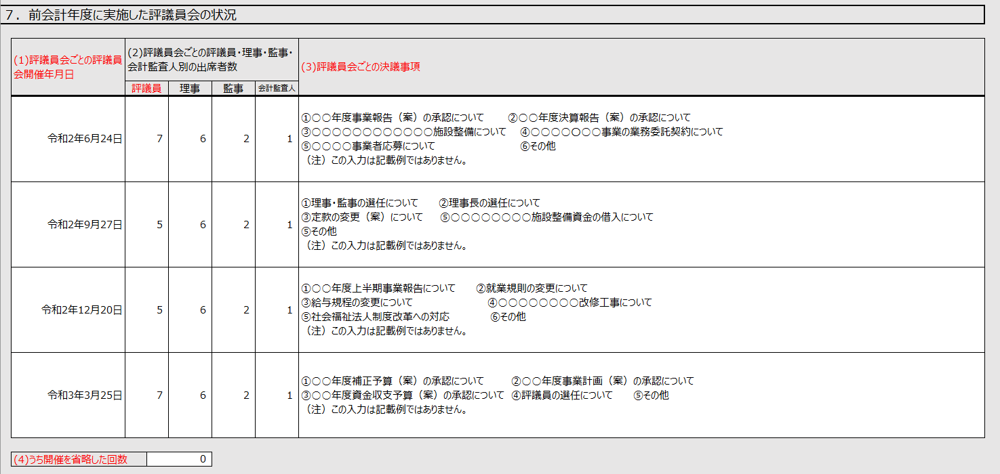 ７．前会計年度に実施した評議員会の状況
(1)評議員会ごとの評議員
会開催年月日
(2)評議員会ごとの評議員・理事・監事・
会計監査人別の出席者数
(3)評議員会ごとの決議事項
評議員 理事 監事 会計監査人
令和2年6月24日 7 6 2 1
①○○年度事業報告（案）の承認について ②○○年度決算報告（案）の承認について
③○○○○○○○○○○○○施設整備について ④○○○○○○○事業の業務委託契約について
⑤○○○○事業者応募について ⑥その他
（注）この入力は記載例ではありません。
令和2年9月27日 5 6 2 1
①理事・監事の選任について ②理事長の選任について
③定款の変更（案）について ⑤○○○○○○○○施設整備資金の借入について
⑤その他
（注）この入力は記載例ではありません。
令和2年12月20日 5 6 2 1
①○○年度上半期事業報告について ②就業規則の変更について
③給与規程の変更について ④○○○○○○○○改修工事について
⑤社会福祉法人制度改革への対応 ⑥その他
（注）この入力は記載例ではありません。
令和3年3月25日 7 6 2 1
①○○年度補正予算（案）の承認について ②○○年度事業計画（案）の承認について
③○○年度資金収支予算（案）の承認について ④評議員の選任について ⑤その他
（注）この入力は記載例ではありません。
(4)うち開催を省略した回数 0